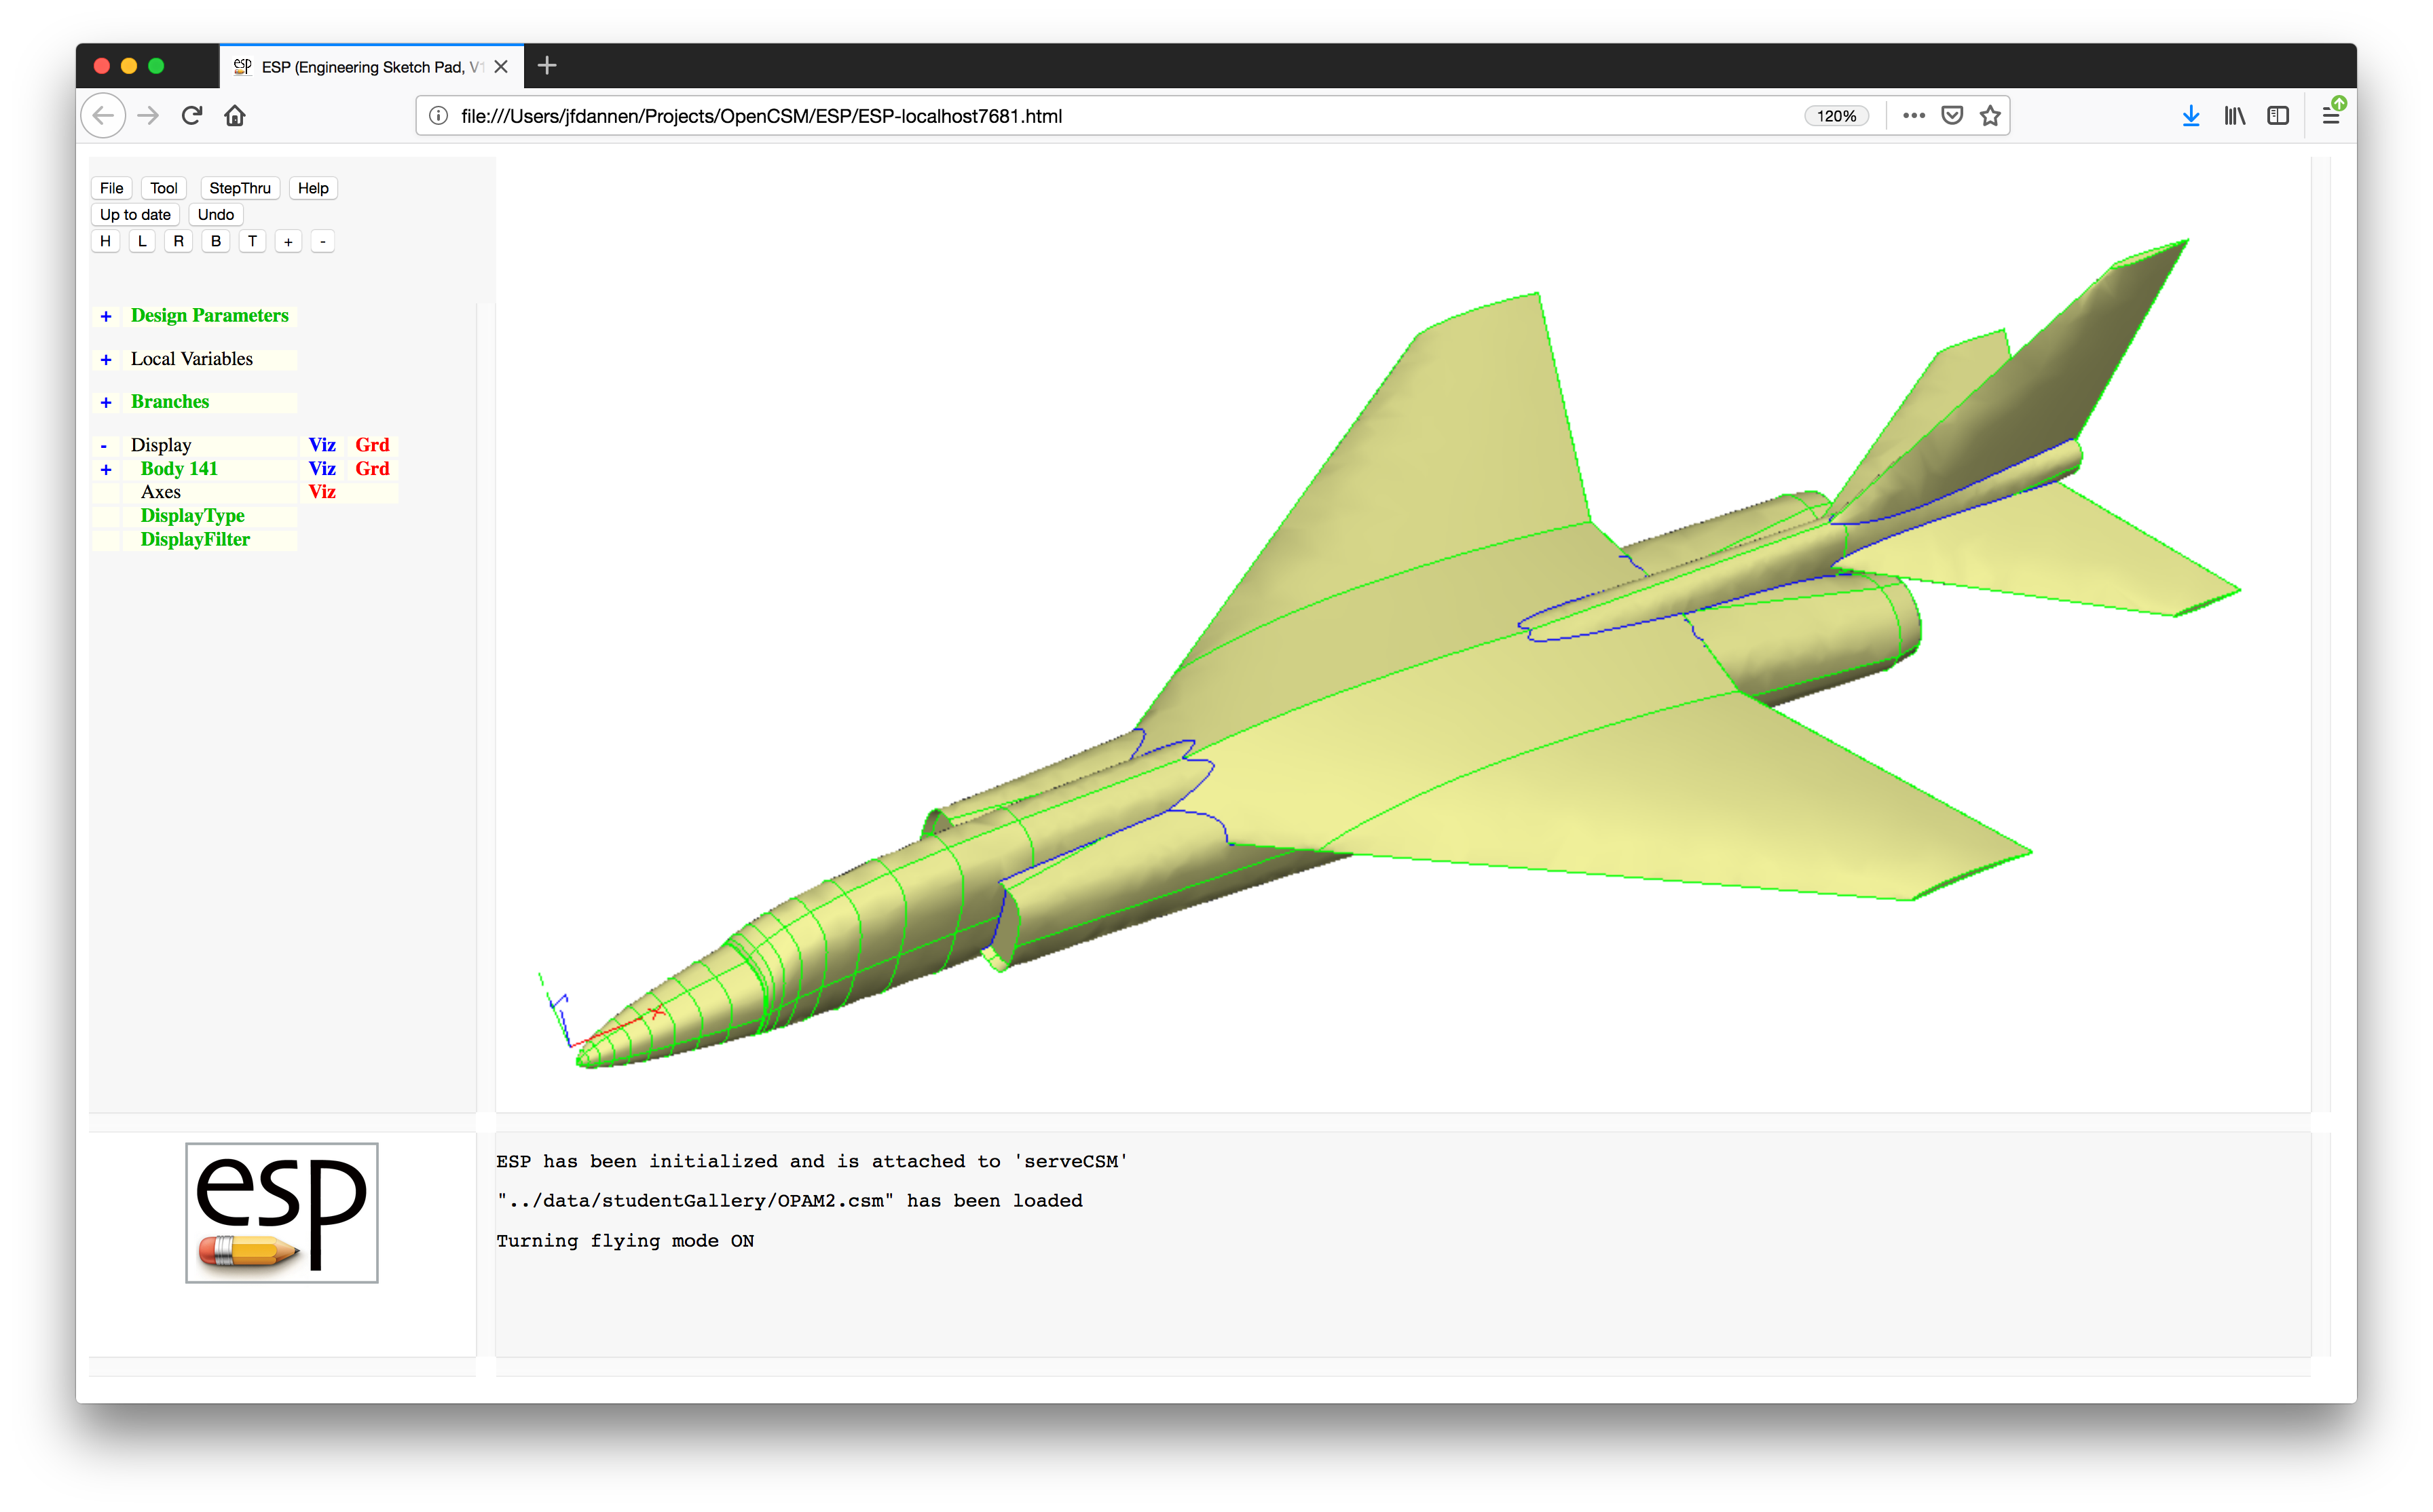 esp ESP (Engineering Sketch Pad, V1
file:///Users/jfdannen/Projects/OpenCSM/ESP/ESP-localhost7681.html 120%
File Tool StepThru Help
Up to date Undo
H L R B T + -
+ Design Parameters
+ Local Variables
+ Branches
- Display Viz Grd
+ Body 141 Viz Grd
Axes Viz
DisplayType
DisplayFilter
X
esp
ESP has been initialized and is attached to 'serveCSM'
"../data/studentGallery/OPAM2.csm" has been loaded
Turning flying mode ON